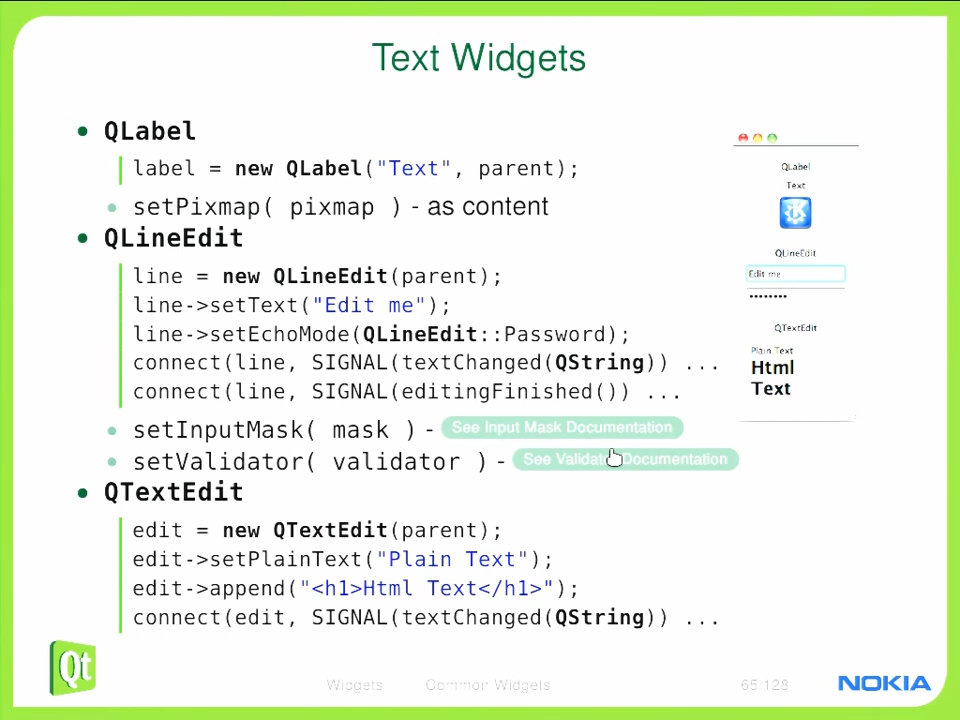 Text Widgets
• QLabel
label = new QLabel("Text", parent);
• setPixmap( pixmap ) - as content
• QLineEdit
line = new QLineEdit(parent);
line->setText("Edit me");
line->setEchoMode(QLineEdit::Password);
connect(line, SIGNAL(textChanged(QString)) ...
connect(line, SIGNAL(editingFinished()) ...
• setInputMask( mask ) - See Input Mask Documentation
• setValidator( validator ) - See Validator Documentation
• QTextEdit
edit = new QTextEdit(parent);
edit->setPlainText("Plain Text");
edit->append("<h1>Html Text</h1>");
connect(edit, SIGNAL(textChanged(QString)) ...
QLabel
Text
QLineEdit
Edit me
••••••••
QTextEdit
Plain Text
Html
Text
Qt
Widgets Common Widgets 65/128
NOKIA